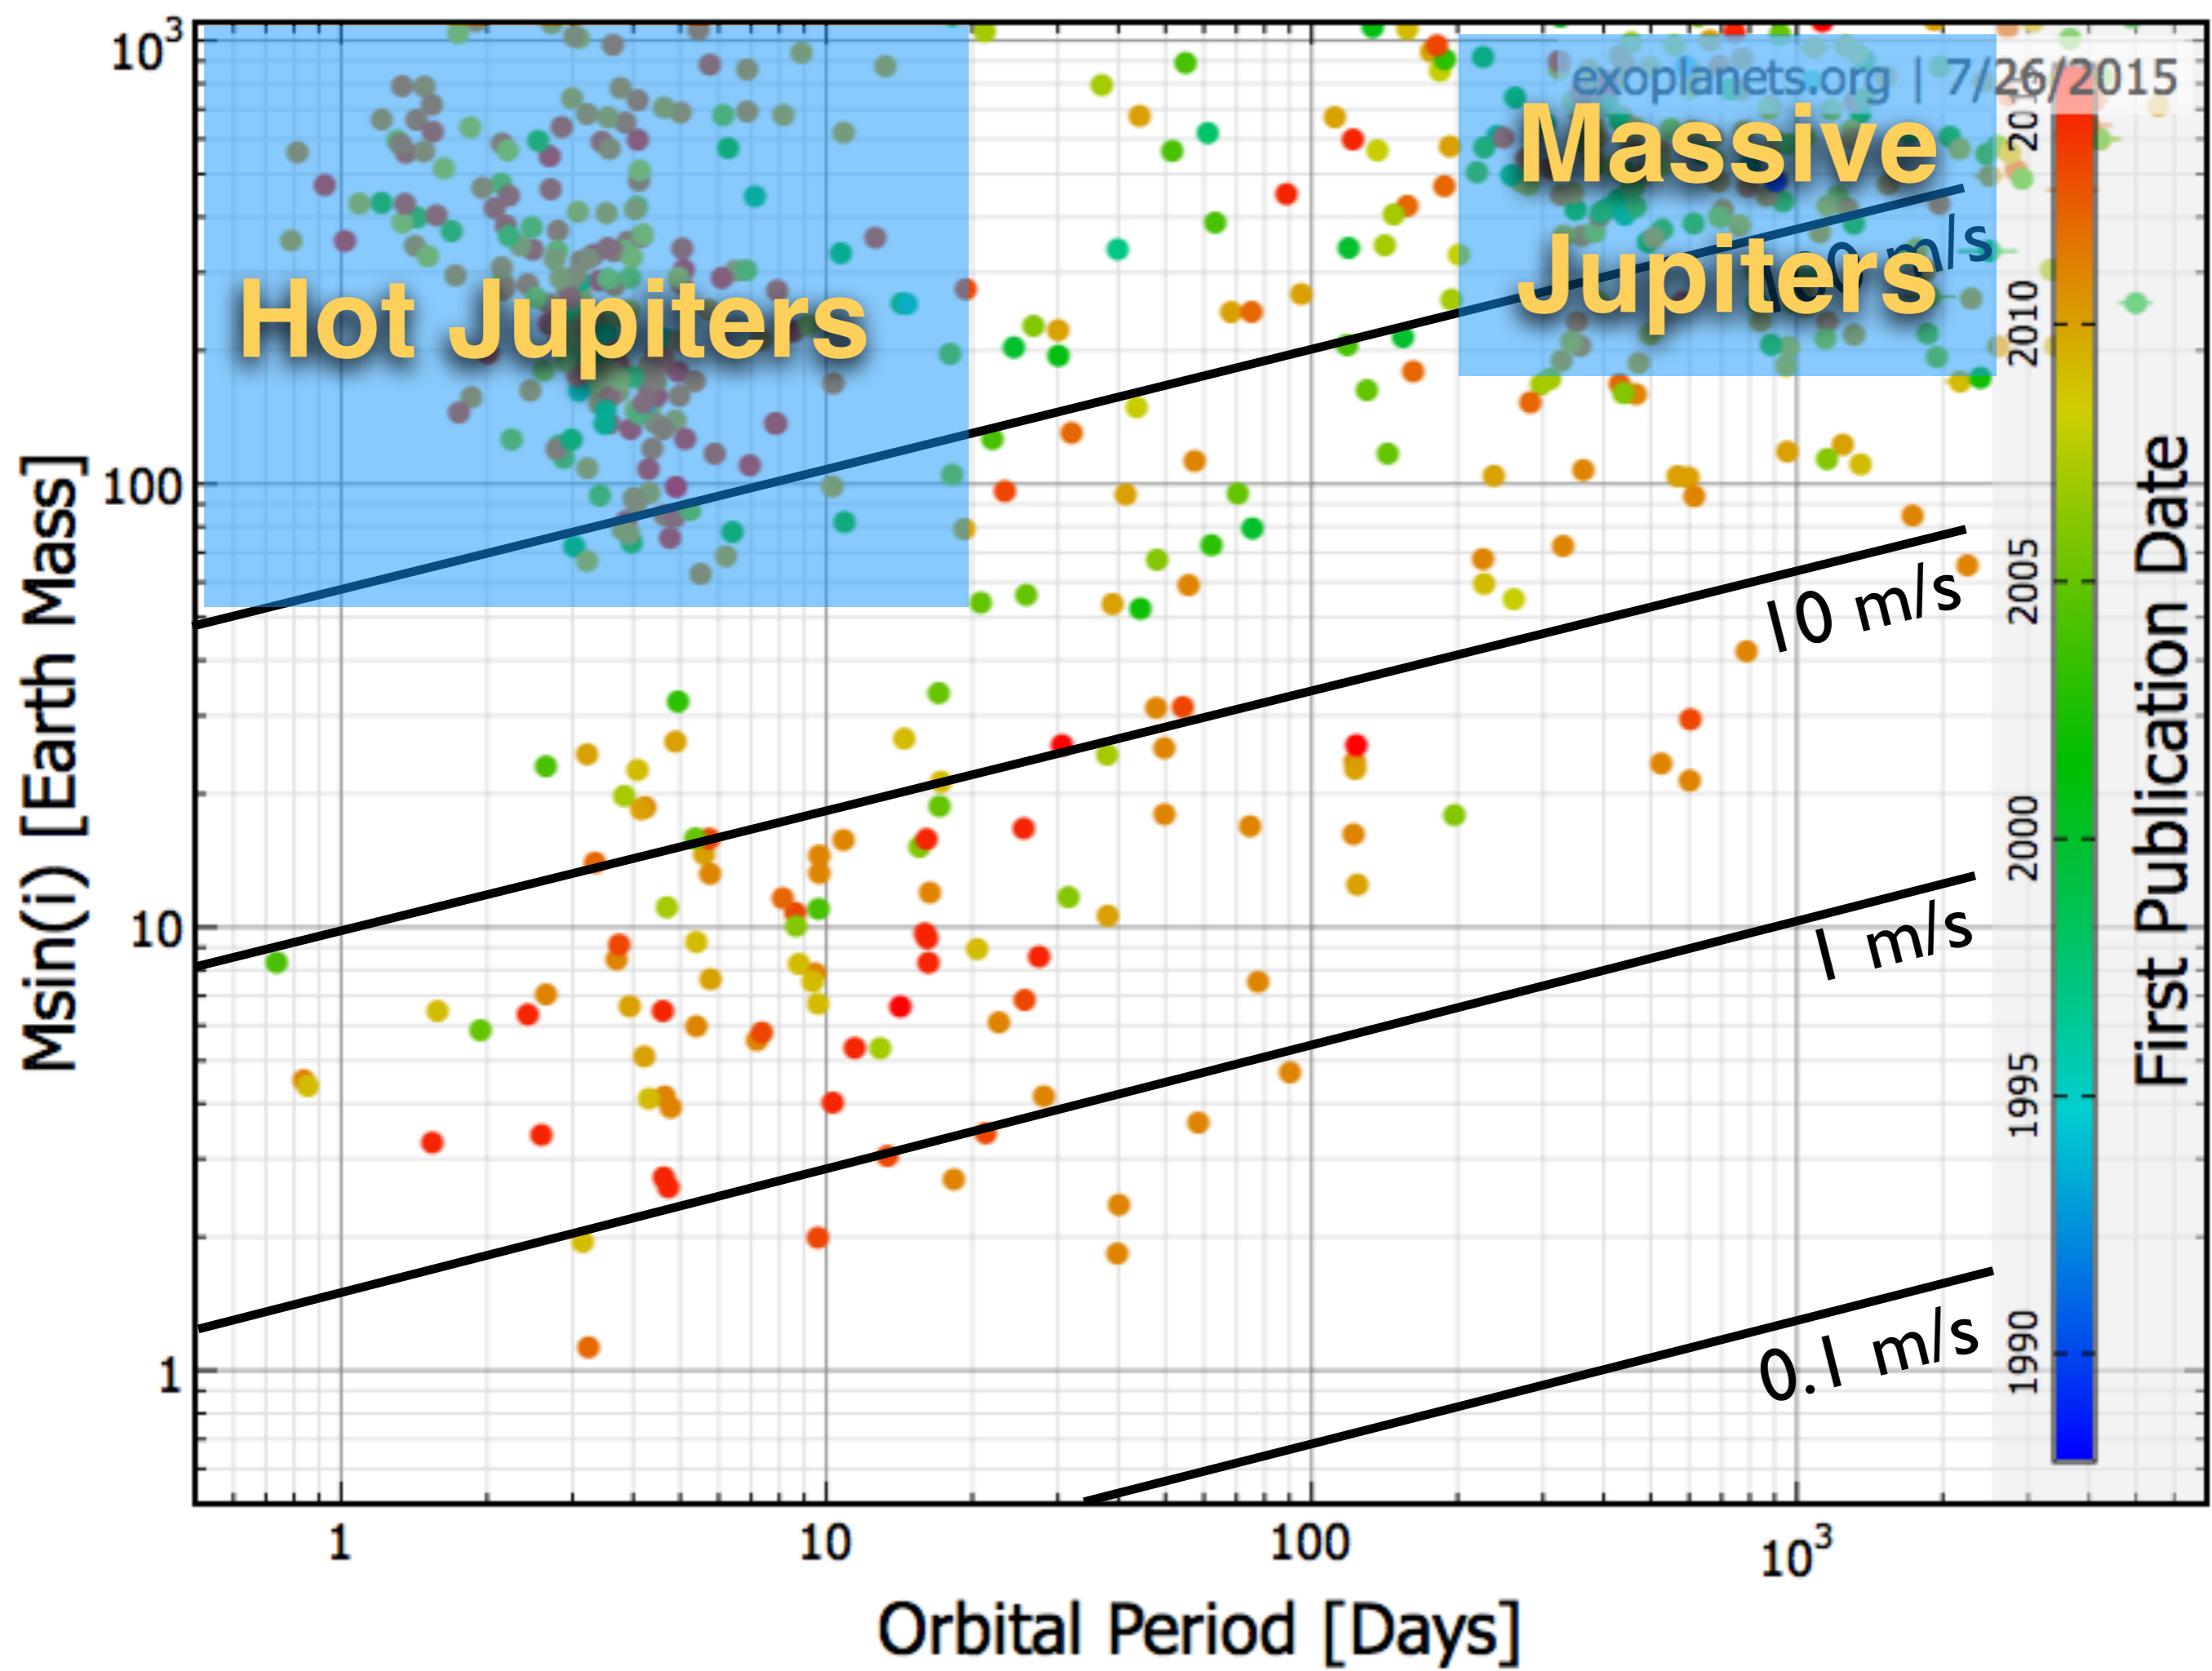 exoplanets.org | 7/26/2015
Massive
Jupiters
Hot Jupiters
10 m/s
1 m/s
0.1 m/s
10³
100
10
1
Msin(i) [Earth Mass]
1
10
100
10³
Orbital Period [Days]
2010
2005
2000
1995
1990
First Publication Date